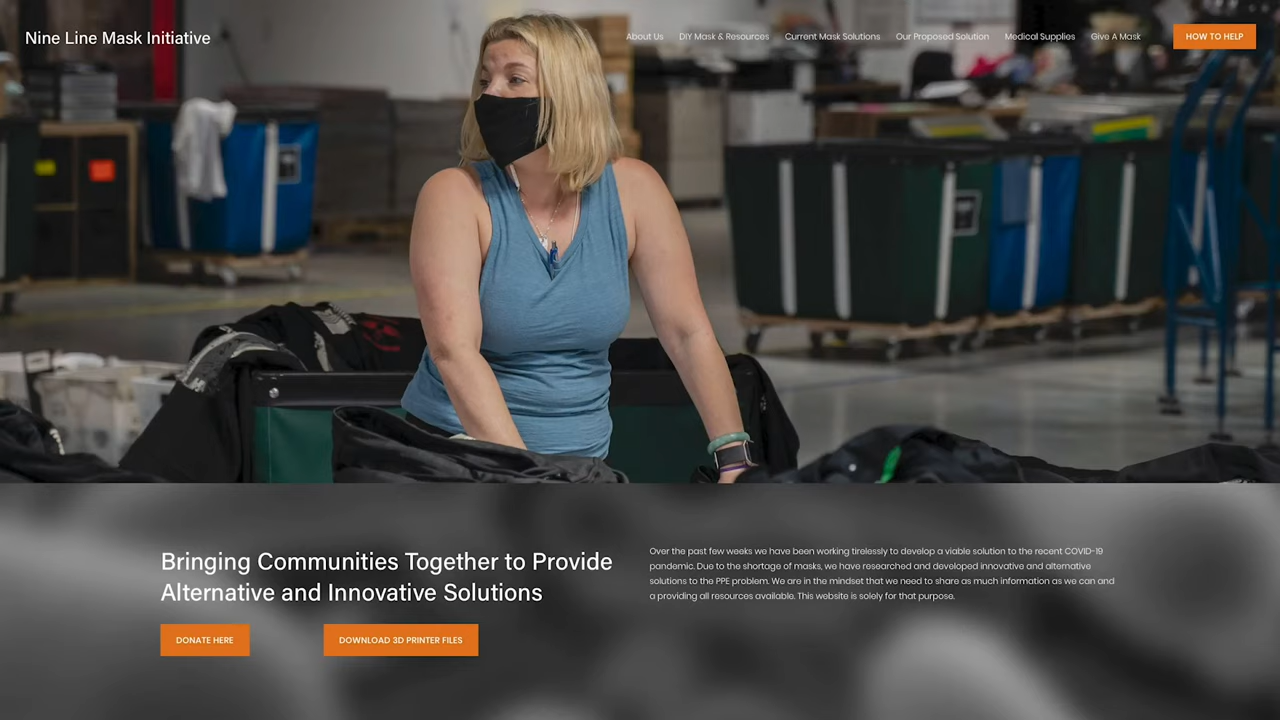 Nine Line Mask Initiative
About Us
DIY Mask & Resources
Current Mask Solutions
Our Proposed Solution
Medical Supplies
Give A Mask
HOW TO HELP
Bringing Communities Together to Provide
Alternative and Innovative Solutions
DONATE HERE
DOWNLOAD 3D PRINTER FILES
Over the past few weeks we have been working tirelessly to develop a viable solution to the recent COVID-19
pandemic. Due to the shortage of masks, we have researched and developed innovative and alternative
solutions to the PPE problem. We are in the mindset that we need to share as much information as we can and
a providing all resources available. This website is solely for that purpose.